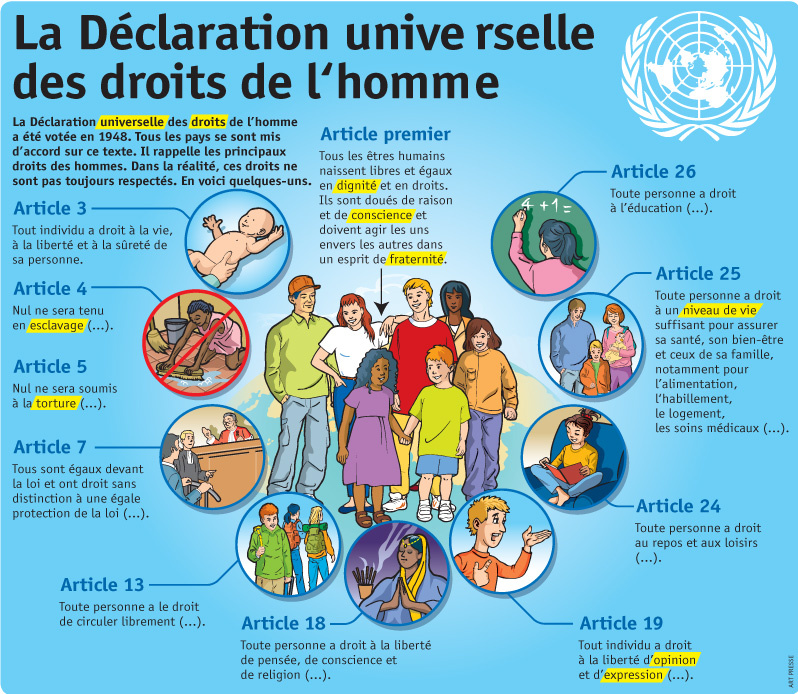 La Déclaration unive rselle
des droits de l‘homme
La Déclaration universelle des droits de l’homme
a été votée en 1948. Tous les pays se sont mis
d’accord sur ce texte. Il rappelle les principaux
droits des hommes. Dans la réalité, ces droits ne
sont pas toujours respectés. En voici quelques-uns.
Article premier
Tous les êtres humains
naissent libres et égaux
en dignité et en droits.
Ils sont doués de raison
et de conscience et
doivent agir les uns
envers les autres dans
un esprit de fraternité.
Article 3
Tout individu a droit à la vie,
à la liberté et à la sûreté de
sa personne.
Article 4
Nul ne sera tenu
en esclavage (...).
Article 5
Nul ne sera soumis
à la torture (...).
Article 7
Tous sont égaux devant
la loi et ont droit sans
distinction à une égale
protection de la loi (...).
Article 13
Toute personne a le droit
de circuler librement (...).
Article 18
Toute personne a droit à la liberté
de pensée, de conscience et
de religion (...).
Article 19
Tout individu a droit
à la liberté d’opinion
et d’expression (...).
Article 24
Toute personne a droit
au repos et aux loisirs
(...).
Article 25
Toute personne a droit
à un niveau de vie
suffisant pour assurer
sa santé, son bien-être
et ceux de sa famille,
notamment pour
l’alimentation,
l’habillement,
le logement,
les soins médicaux (...).
Article 26
Toute personne a droit
à l’éducation (...).
4+1=
ART PRESSE